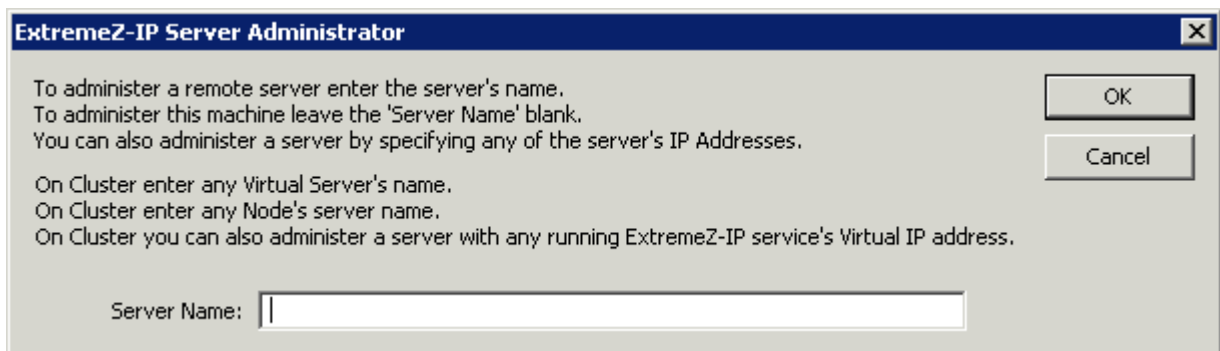 ExtremeZ-IP Server Administrator
To administer a remote server enter the server's name.
To administer this machine leave the 'Server Name' blank.
You can also administer a server by specifying any of the server's IP Addresses.
On Cluster enter any Virtual Server's name.
On Cluster enter any Node's server name.
On Cluster you can also administer a server with any running ExtremeZ-IP service's Virtual IP address.
Server Name:
OK
Cancel